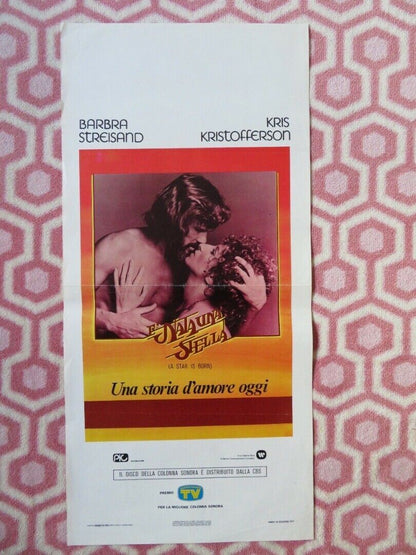 BARBRA
STREISAND
KRIS
KRISTOFFERSON
È NATA UNA
STELLA
(A STAR IS BORN)
Una storia d'amore oggi
PIC
IL DISCO DELLA COLONNA SONORA È DISTRIBUITO DALLA CBS
PREMIO
TV
PER LA MIGLIORE COLONNA SONORA